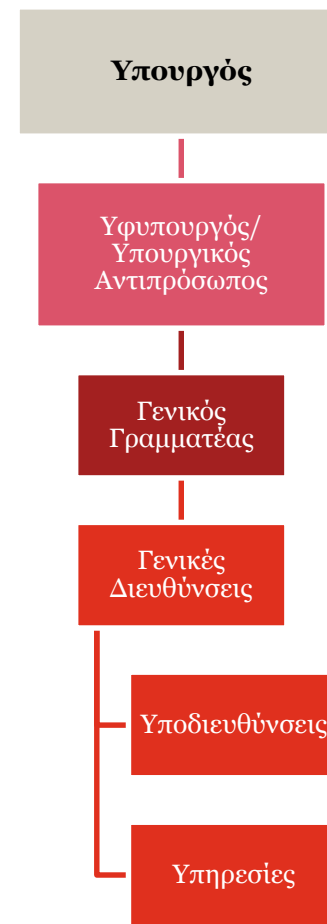 Υπουργός
Υφυπουργός/
Υπουργικός
Αντιπρόσωπος
Γενικός
Γραμματέας
Γενικές
Διευθύνσεις
Υποδιευθύνσεις
Υπηρεσίες